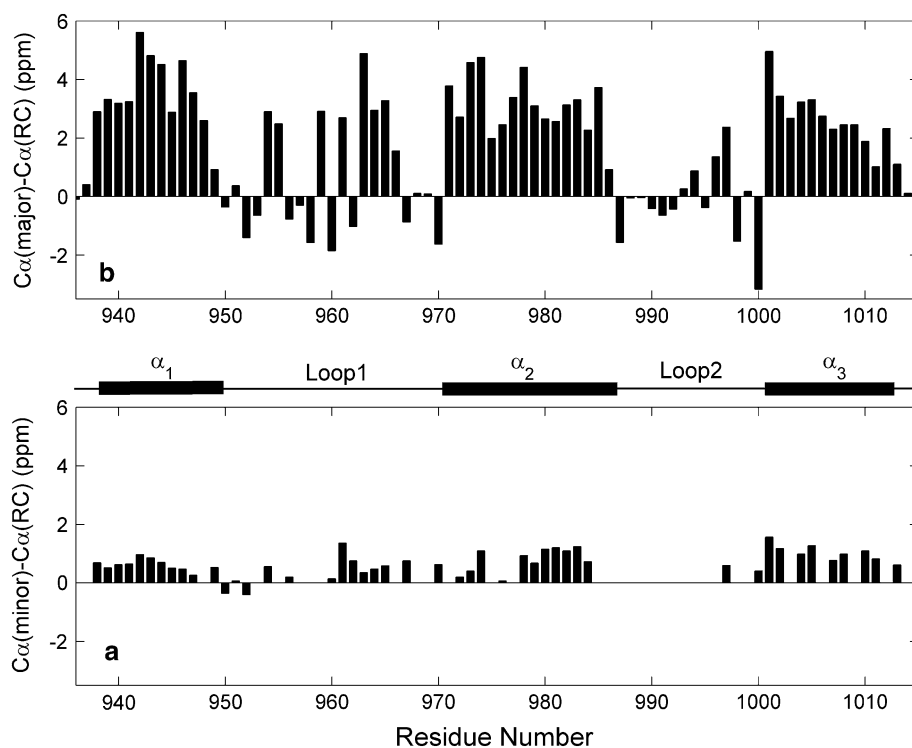 Cα(major)-Cα(RC) (ppm)
6
4
2
0
-2
b
940 950 960 970 980 990 1000 1010
α1 Loop1 α2 Loop2 α3
Cα(minor)-Cα(RC) (ppm)
6
4
2
0
-2
a
940 950 960 970 980 990 1000 1010
Residue Number